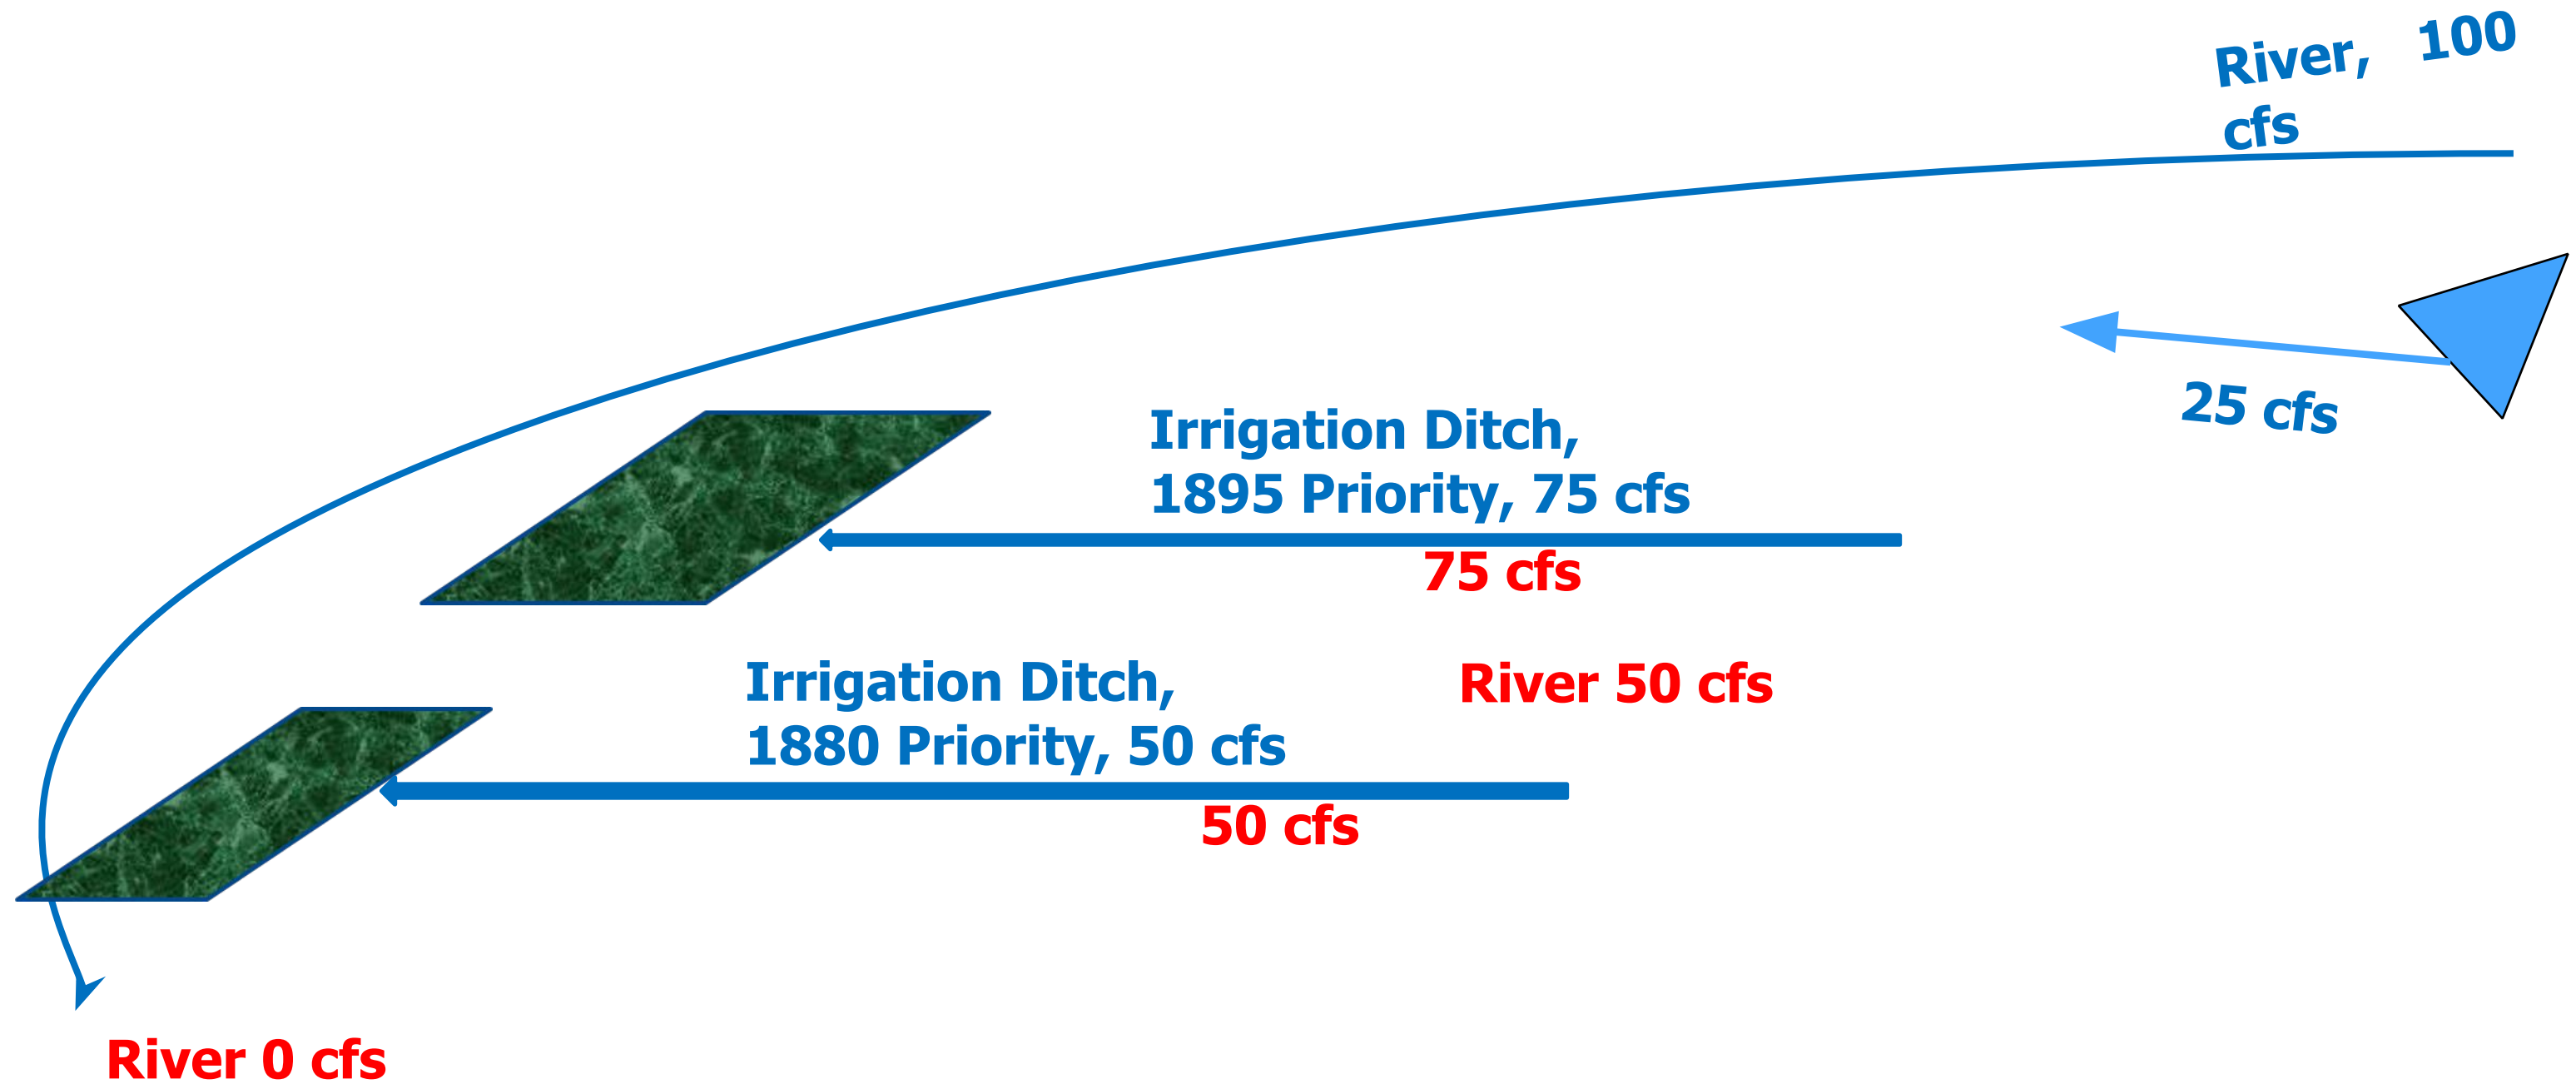 River, 100
cfs
25 cfs
Irrigation Ditch,
1895 Priority, 75 cfs
75 cfs
Irrigation Ditch,
1880 Priority, 50 cfs
River 50 cfs
50 cfs
River 0 cfs